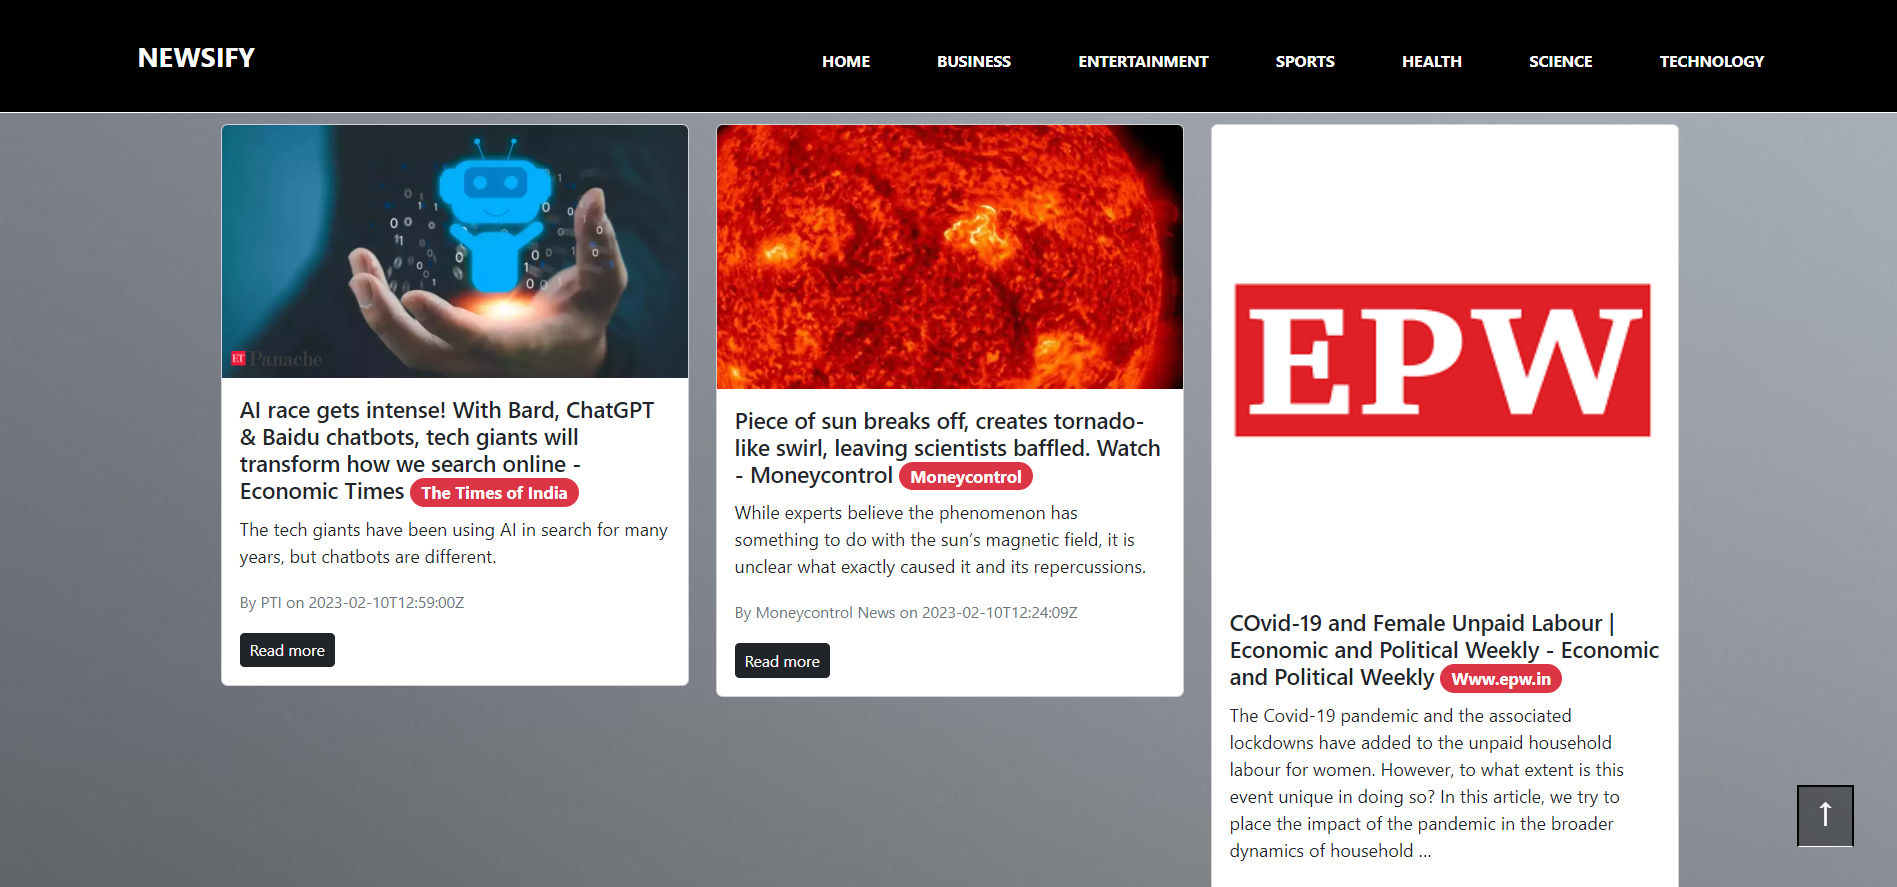 NEWSIFY
HOME
BUSINESS
ENTERTAINMENT
SPORTS
HEALTH
SCIENCE
TECHNOLOGY
ET Panache
AI race gets intense! With Bard, ChatGPT
& Baidu chatbots, tech giants will
transform how we search online -
Economic Times The Times of India
The tech giants have been using AI in search for many
years, but chatbots are different.
By PTI on 2023-02-10T12:59:00Z
Read more
Piece of sun breaks off, creates tornado-
like swirl, leaving scientists baffled. Watch
- Moneycontrol Moneycontrol
While experts believe the phenomenon has
something to do with the sun’s magnetic field, it is
unclear what exactly caused it and its repercussions.
By Moneycontrol News on 2023-02-10T12:24:09Z
Read more
EPW
COvid-19 and Female Unpaid Labour |
Economic and Political Weekly - Economic
and Political Weekly Www.epw.in
The Covid-19 pandemic and the associated
lockdowns have added to the unpaid household
labour for women. However, to what extent is this
event unique in doing so? In this article, we try to
place the impact of the pandemic in the broader
dynamics of household ...
↑